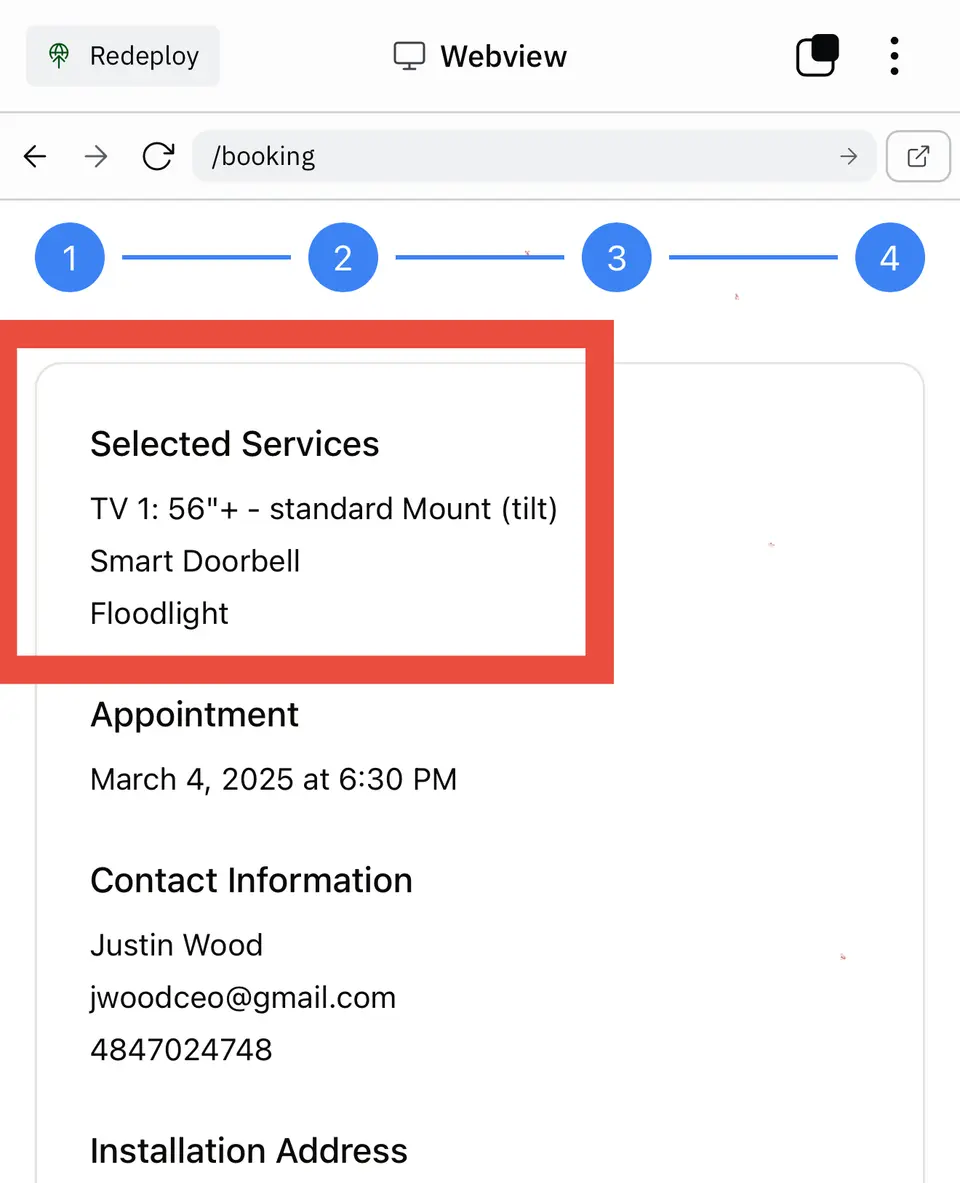 Redeploy
Webview
/booking
1 2 3 4
Selected Services
TV 1: 56"+ - standard Mount (tilt)
Smart Doorbell
Floodlight
Appointment
March 4, 2025 at 6:30 PM
Contact Information
Justin Wood
jwoodceo@gmail.com
4847024748
Installation Address